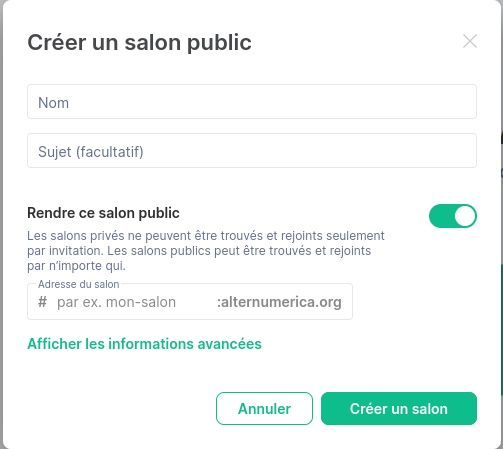 Créer un salon public
Nom
Sujet (facultatif)
Rendre ce salon public
Les salons privés ne peuvent être trouvés et rejoints seulement
par invitation. Les salons publics peut être trouvés et rejoints
par n’importe qui.
Adresse du salon
# par ex. mon-salon :alternumerica.org
Afficher les informations avancées
Annuler Créer un salon